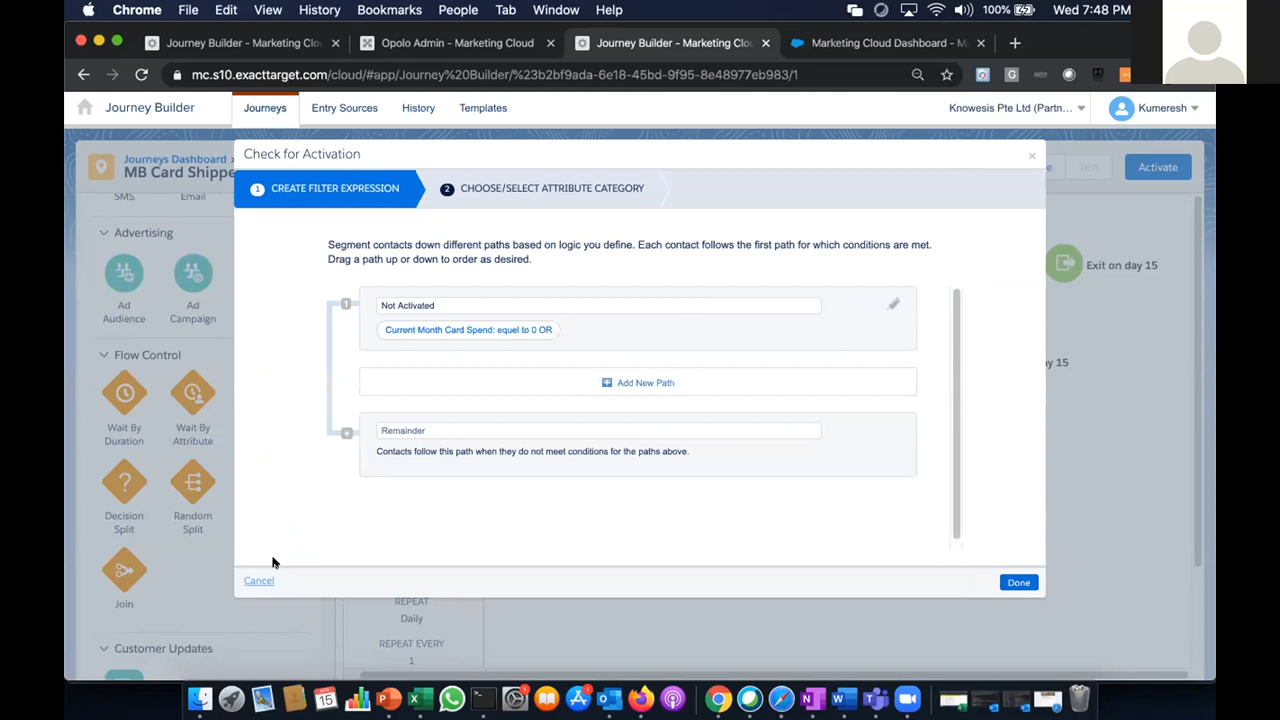 Chrome File Edit View History Bookmarks People Tab Window Help 100% Wed 7:48 PM
Journey Builder - Marketing Clo × Opolo Admin - Marketing Cloud × Journey Builder - Marketing Clou × Marketing Cloud Dashboard - M ×
mc.s10.exacttarget.com/cloud/#app/Journey%20Builder/%23b2bf9ada-6e18-45bd-9f95-8e48977eb983/1
Journey Builder Journeys Entry Sources History Templates Knowesis Pte Ltd (Partn... Kumeresh
Journeys Dashboard
MB Card Shippe
Test
Activate
SMS Email
Advertising
Ad Audience
Ad Campaign
Flow Control
Wait By Duration
Wait By Attribute
Decision Split
Random Split
Join
Customer Updates
Check for Activation ×
1 CREATE FILTER EXPRESSION 2 CHOOSE/SELECT ATTRIBUTE CATEGORY
Segment contacts down different paths based on logic you define. Each contact follows the first path for which conditions are met.
Drag a path up or down to order as desired.
1 Not Activated
Current Month Card Spend: equal to 0 OR
Add New Path
Remainder
Contacts follow this path when they do not meet conditions for the paths above.
Cancel Done
Exit on day 15
ay 15
REPEAT
Daily
REPEAT EVERY
1